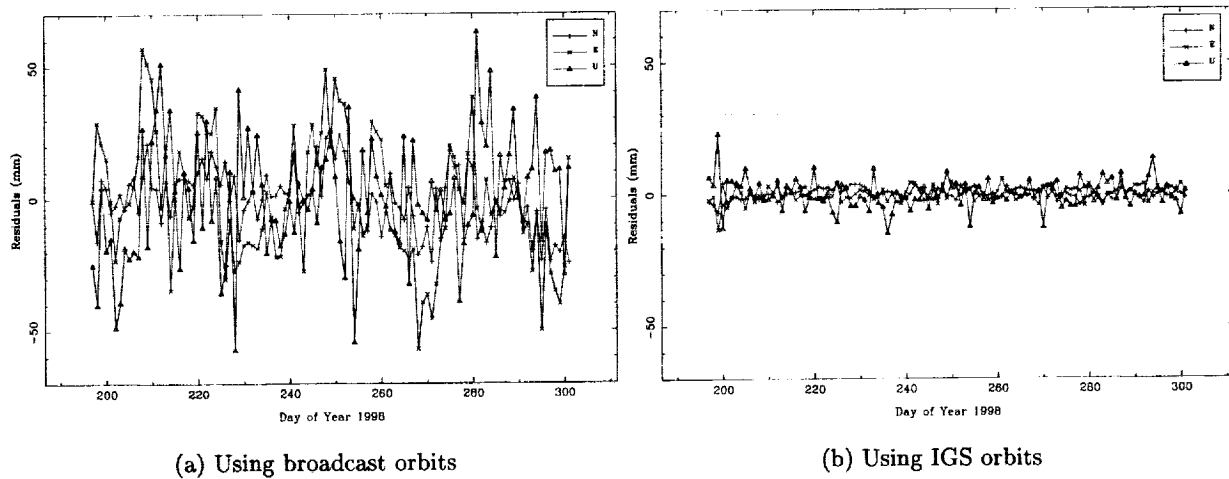 N
E
U
50
0
-50
Residuals (mm)
200
220
240
260
280
300
Day of Year 1998
(a) Using broadcast orbits
N
E
U
50
0
-50
Residuals (mm)
200
220
240
260
280
300
Day of Year 1998
(b) Using IGS orbits